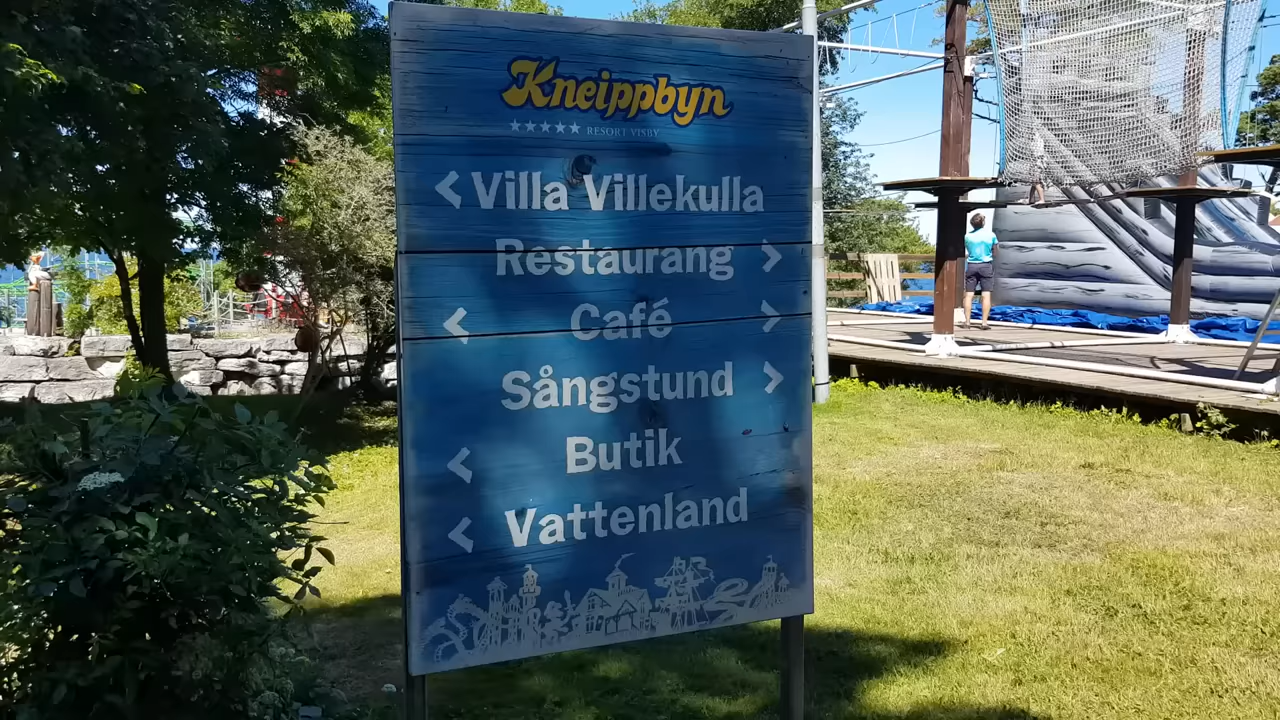 Kneippbyn
★★★★★ RESORT VISBY
< Villa Villekulla
Restaurang >
< Café >
Sångstund >
< Butik
< Vattenland